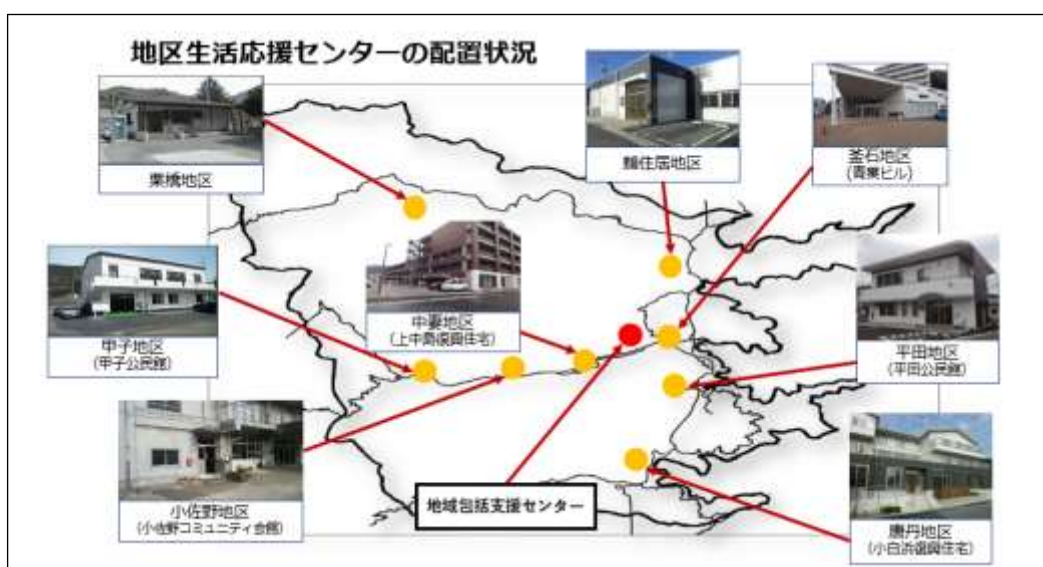 地区生活応援センターの配置状況
栗橋地区
鵜住居地区
釜石地区
(青葉ビル)
甲子地区
(甲子公民館)
中妻地区
(上中島復興住宅)
平田地区
(平田公民館)
小佐野地区
(小佐野コミュニティ会館)
地域包括支援センター
唐丹地区
(小白浜復興住宅)